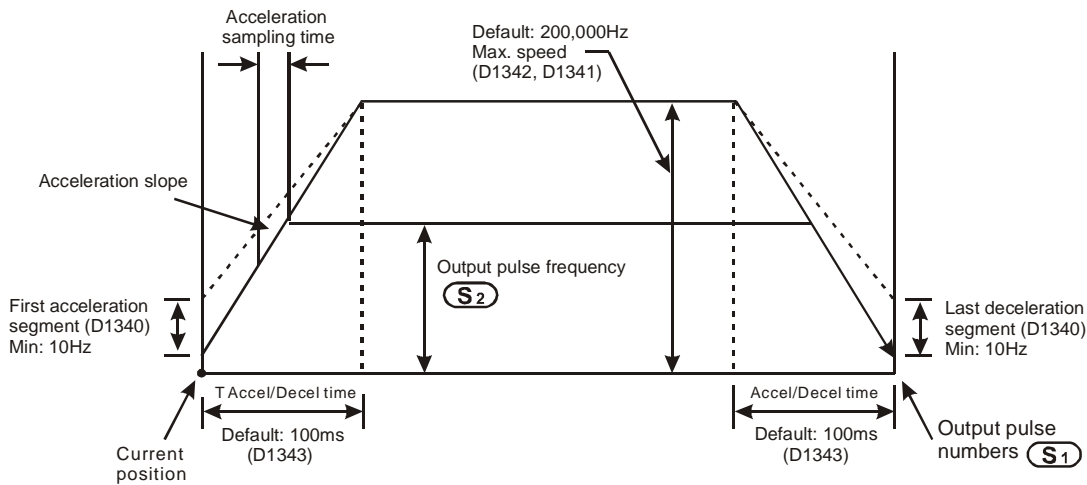 Acceleration
sampling time
Default: 200,000Hz
Max. speed
(D1342, D1341)
Acceleration slope
Output pulse frequency
S2
First acceleration
segment (D1340)
Min: 10Hz
Last deceleration
segment (D1340)
Min: 10Hz
T Accel/Decel time
Default: 100ms
(D1343)
Accel/Decel time
Default: 100ms
(D1343)
Current
position
Output pulse
numbers S1